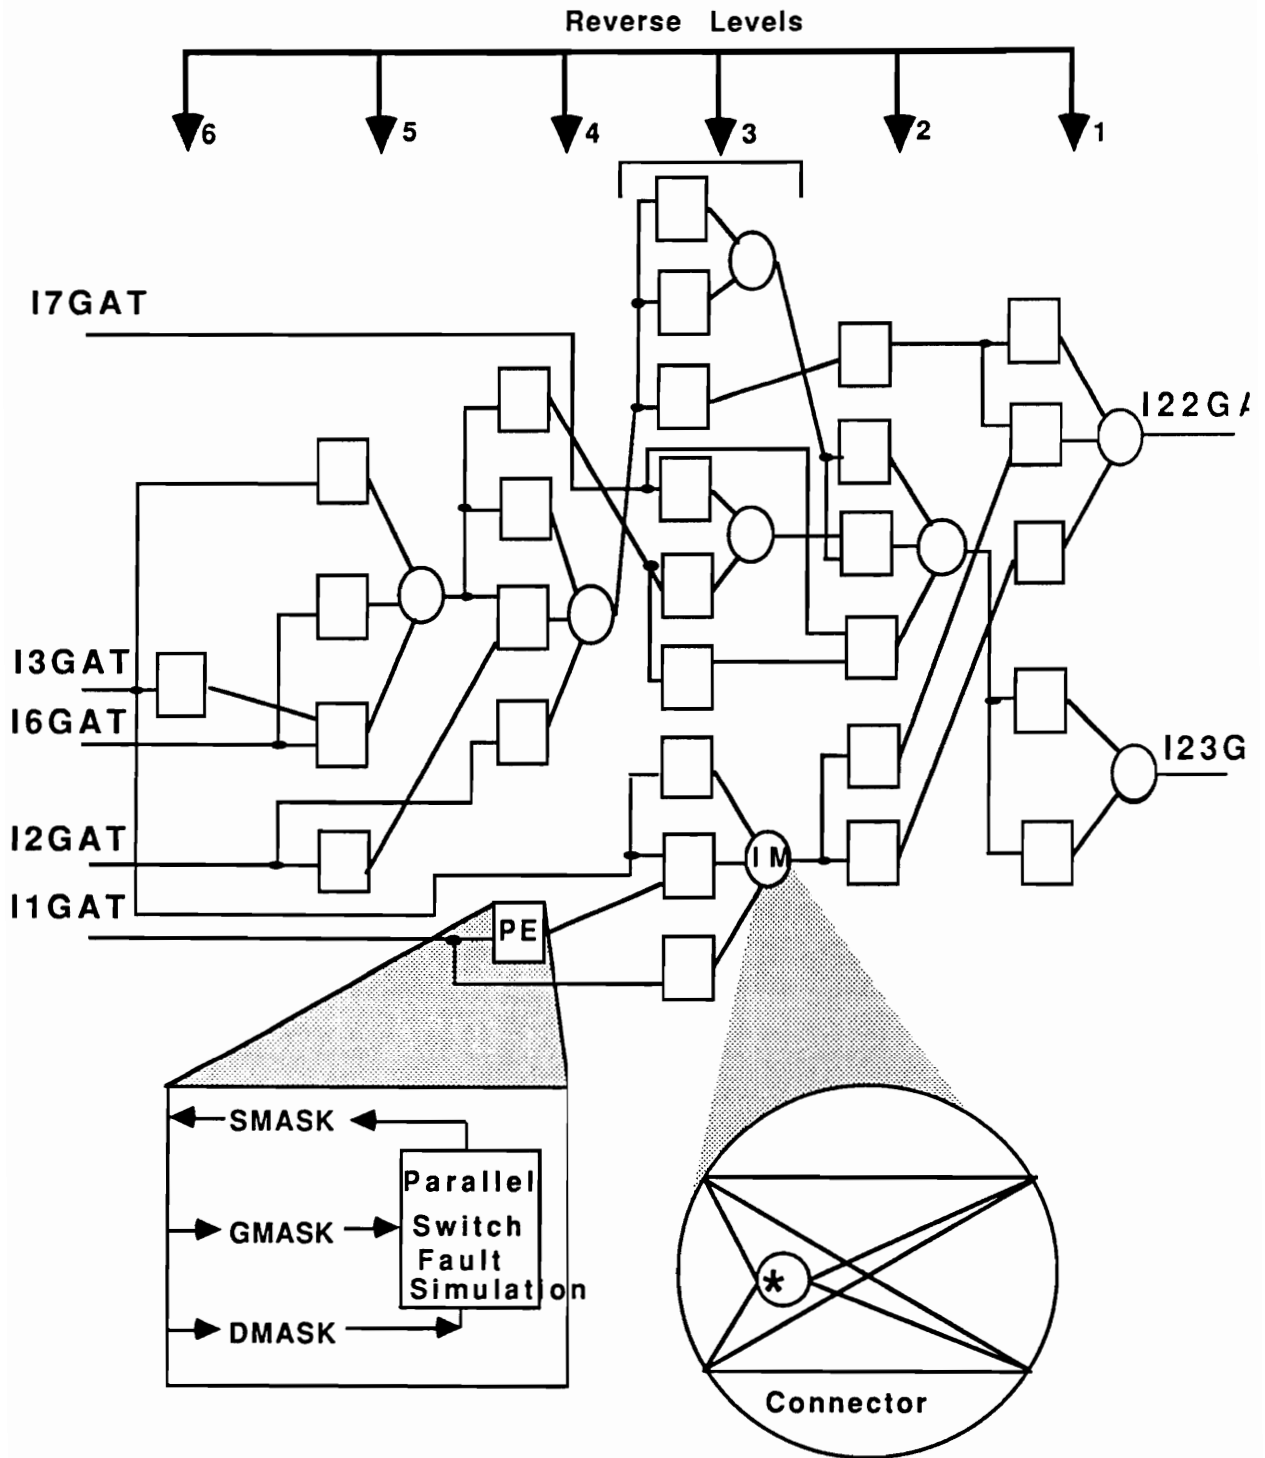 Reverse Levels
6 5 4 3 2 1
I7GAT
I22G
I3GAT
I6GAT
I23G
I2GAT
IM
I1GAT
PE
SMASK
Parallel
GMASK
Switch
Fault
Simulation
DMASK
*
Connector